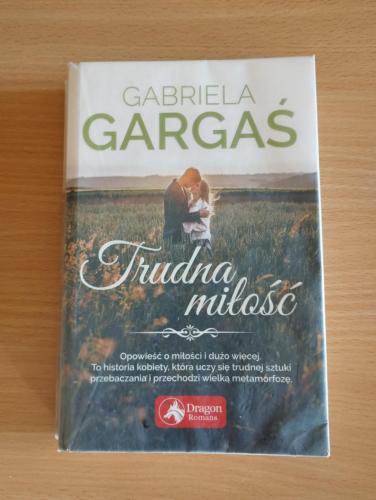 GABRIELA
GARGAŚ
Trudna
miłość
Opowieść o miłości i dużo więcej.
To historia kobiety, która uczy się trudnej sztuki
przebaczania i przechodzi wielką metamorfozę.
Dragon
Romans